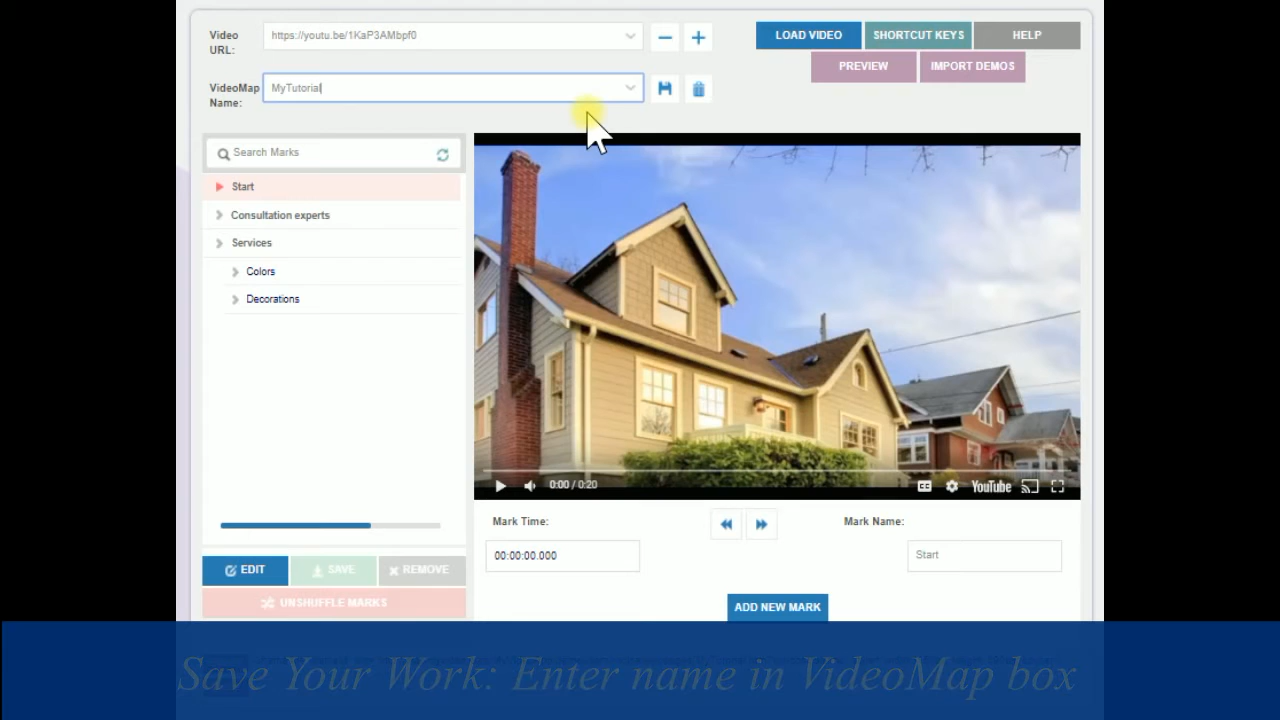 Video
URL:
https://youtu.be/1KaP3AMbpf0
LOAD VIDEO
SHORTCUT KEYS
HELP
PREVIEW
IMPORT DEMOS
VideoMap
Name:
MyTutorial
Search Marks
Start
Consultation experts
Services
Colors
Decorations
0:00 / 0:20
CC
YouTube
Mark Time:
Mark Name:
00:00:00.000
Start
EDIT
SAVE
REMOVE
UNSHUFFLE MARKS
ADD NEW MARK
Save Your Work: Enter name in VideoMap box